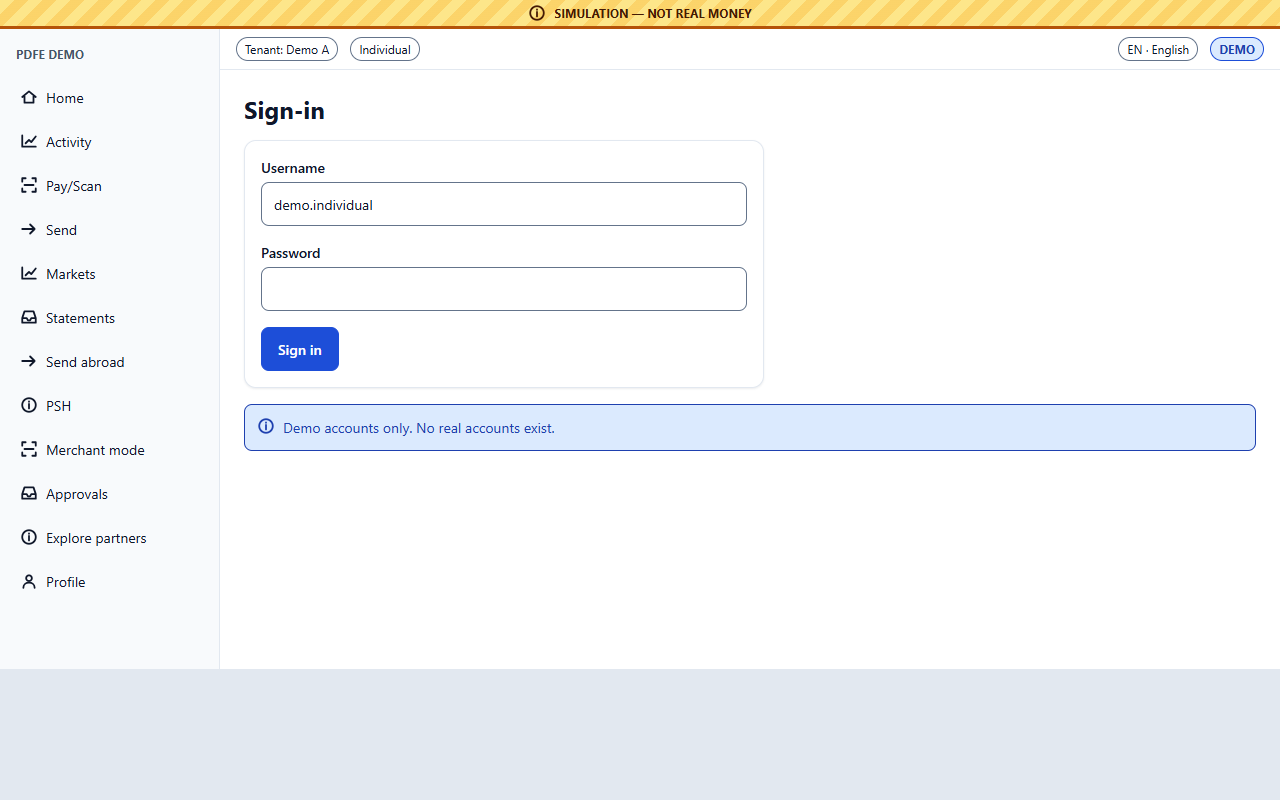 SIMULATION — NOT REAL MONEY
PDFE DEMO
Home
Activity
Pay/Scan
Send
Markets
Statements
Send abroad
PSH
Merchant mode
Approvals
Explore partners
Profile
Tenant: Demo A
Individual
EN · English
DEMO
Sign-in
Username
demo.individual
Password
Sign in
Demo accounts only. No real accounts exist.